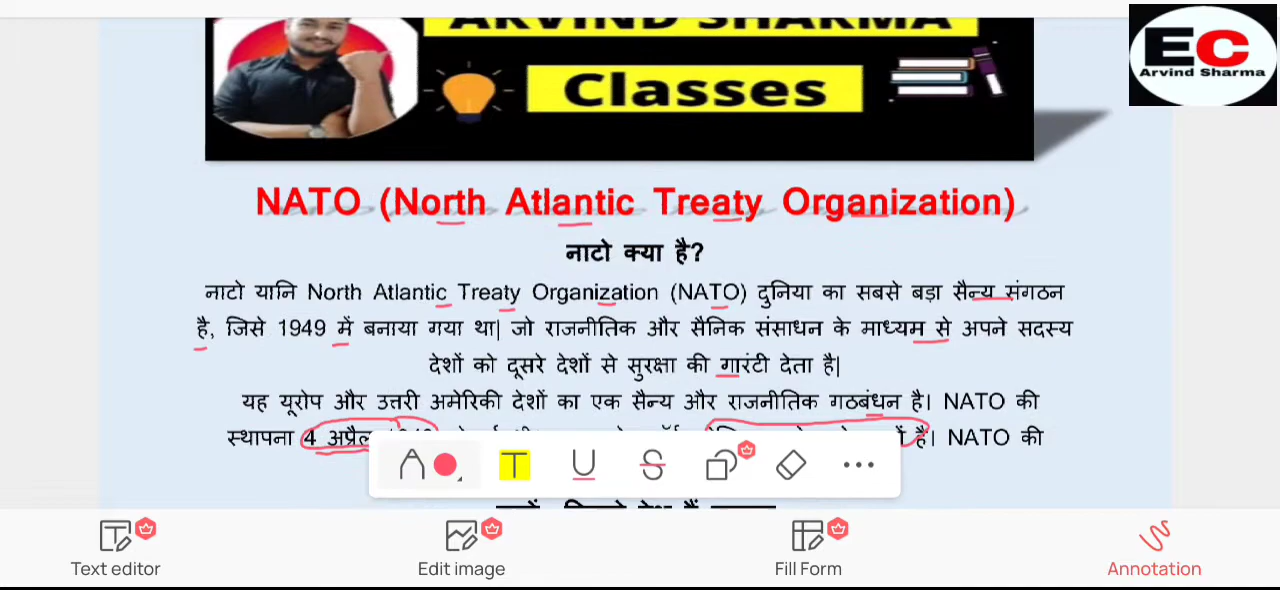 ARVIND SHARMA
EC
Arvind Sharma
Classes
NATO (North Atlantic Treaty Organization)
नाटो क्या है?
नाटो यानि North Atlantic Treaty Organization (NATO) दुनिया का सबसे बड़ा सैन्य संगठन
है, जिसे 1949 में बनाया गया था| जो राजनीतिक और सैनिक संसाधन के माध्यम से अपने सदस्य
देशों को दूसरे देशों से सुरक्षा की गारंटी देता है|
यह यूरोप और उत्तरी अमेरिकी देशों का एक सैन्य और राजनीतिक गठबंधन है। NATO की
स्थापना 4 अप्रैल हैं। NATO की
T
U
S
Text editor
Edit image
Fill Form
Annotation